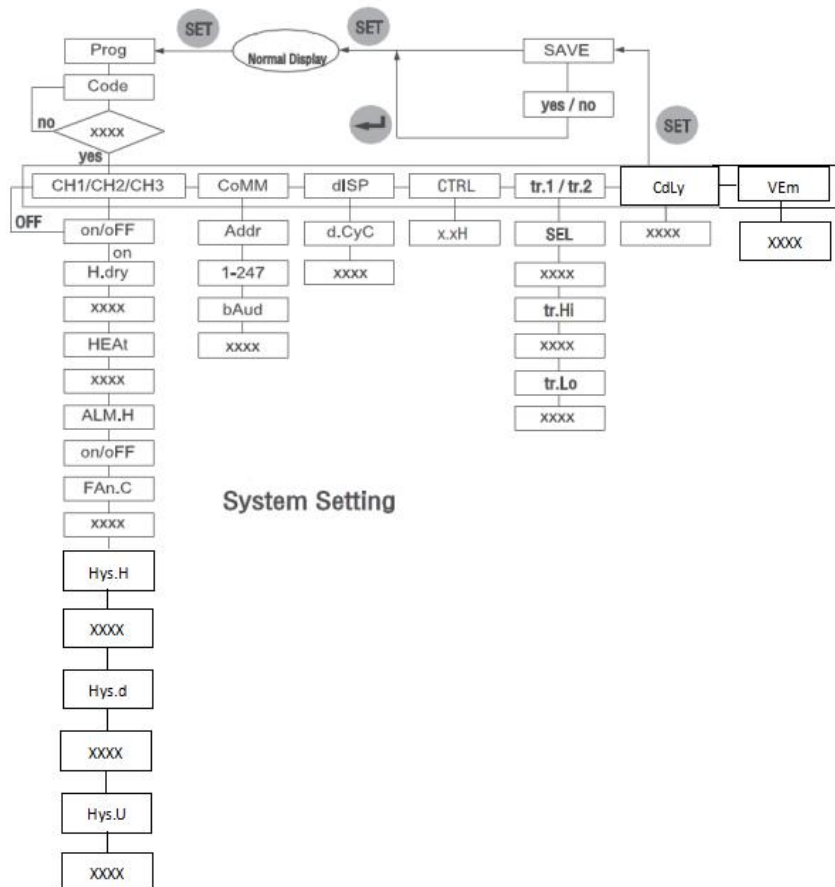 SET
SET
Prog
Normal Display
SAVE
Code
yes / no
no
xxxx
SET
yes
CH1/CH2/CH3
CoMM
dISP
CTRL
tr.1 / tr.2
CdLy
VEm
OFF
on/oFF
Addr
d.CyC
x.xH
SEL
xxxx
XXXX
on
H.dry
1-247
xxxx
xxxx
xxxx
bAud
tr.Hi
HEAt
xxxx
xxxx
xxxx
tr.Lo
ALM.H
xxxx
on/oFF
FAn.C
xxxx
System Setting
Hys.H
XXXX
Hys.d
XXXX
Hys.U
XXXX